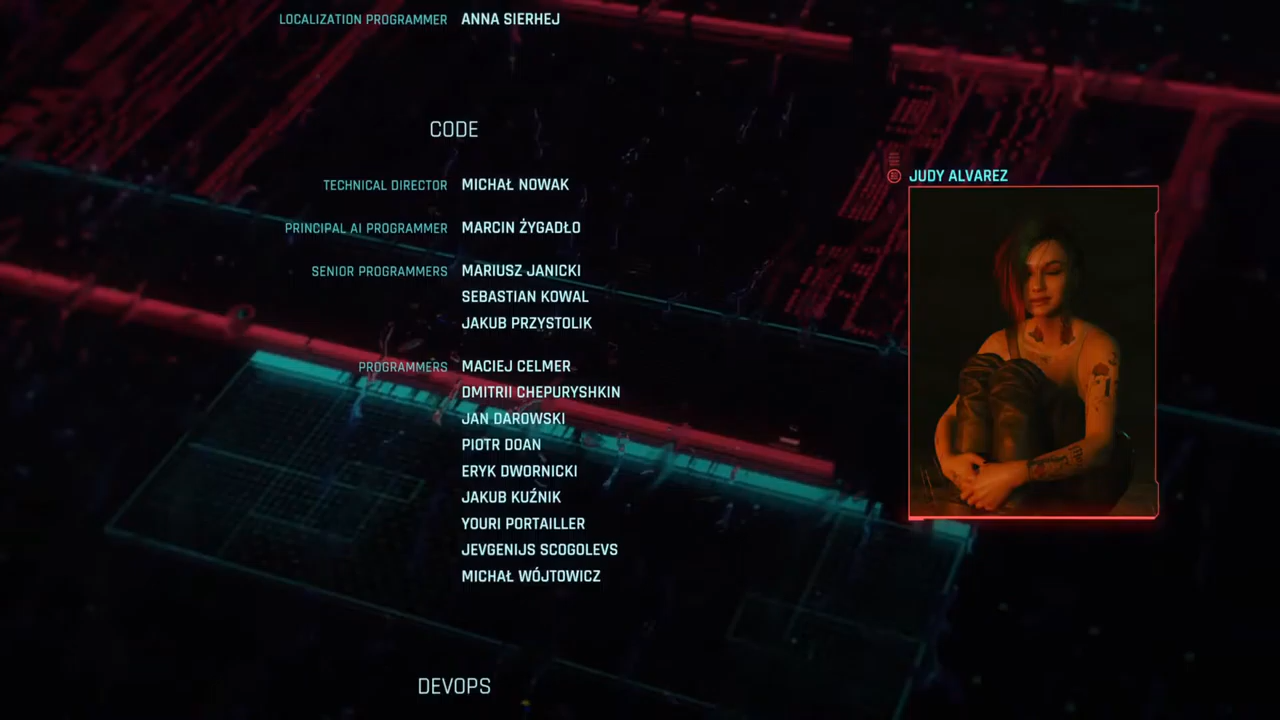 LOCALIZATION PROGRAMMER ANNA SIERHEJ
CODE
TECHNICAL DIRECTOR MICHAŁ NOWAK
PRINCIPAL AI PROGRAMMER MARCIN ŻYGADŁO
SENIOR PROGRAMMERS MARIUSZ JANICKI
SEBASTIAN KOWAL
JAKUB PRZYSTOLIK
PROGRAMMERS MACIEJ CELMER
DMITRII CHEPURYSHKIN
JAN DAROWSKI
PIOTR DOAN
ERYK DWORNICKI
JAKUB KUŹNIK
YOURI PORTAILLER
JEVGENIJS SCOGOLEVS
MICHAŁ WÓJTOWICZ
DEVOPS
JUDY ALVAREZ